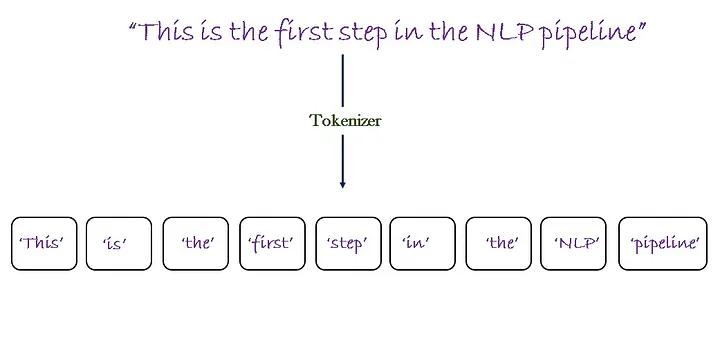 “This is the first step in the NLP pipeline”
Tokenizer
‘This’ ‘is’ ‘the’ ‘first’ ‘step’ ‘in’ ‘the’ ‘NLP’ ‘pipeline’